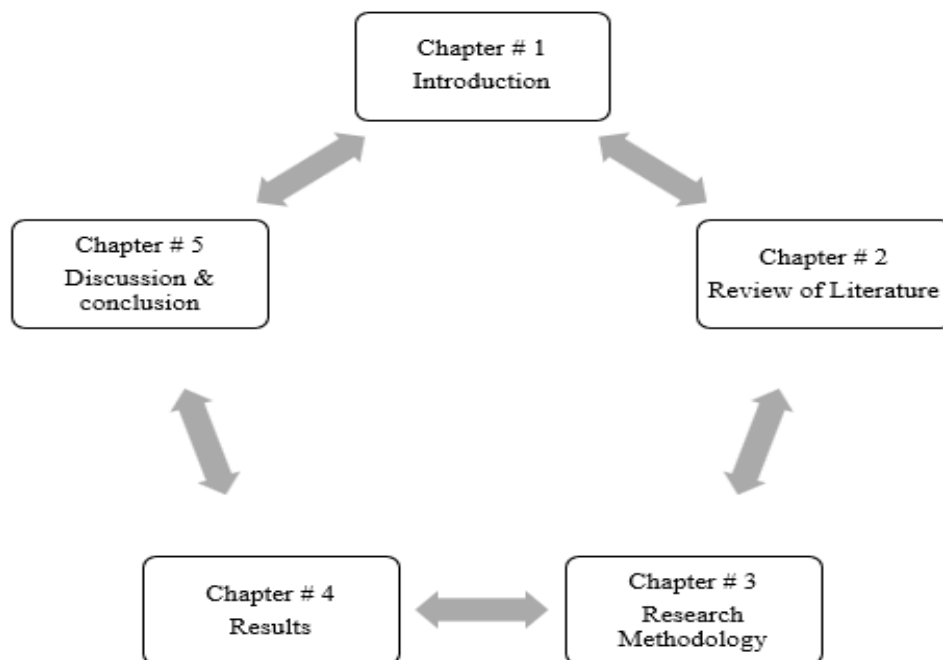 Chapter # 1
Introduction
Chapter # 2
Review of Literature
Chapter # 3
Research
Methodology
Chapter # 4
Results
Chapter # 5
Discussion &
conclusion